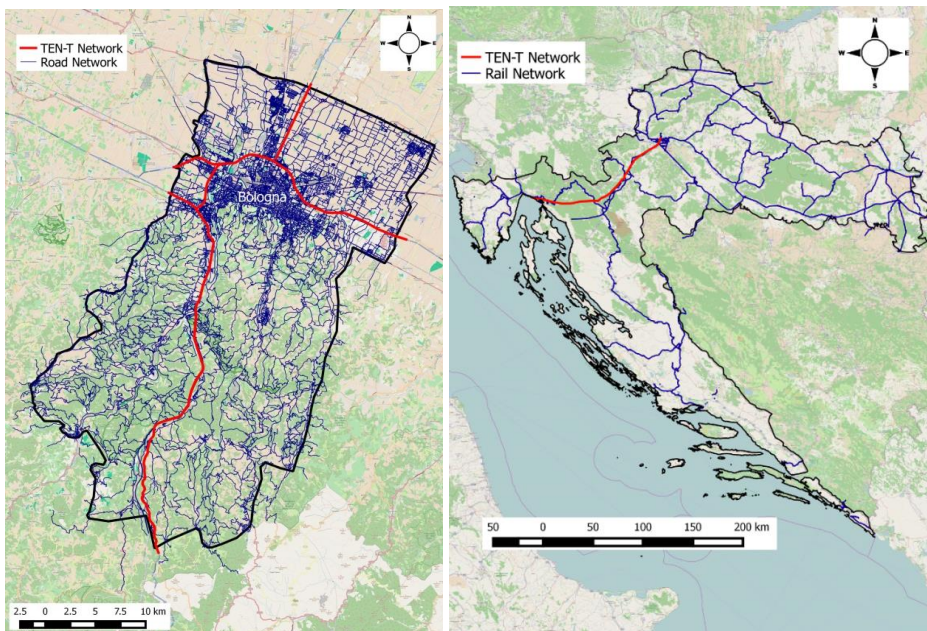 TEN-T Network
Road Network
N
W E
S
Bologna
2.5 0 2.5 5 7.5 10 km
TEN-T Network
Rail Network
N
W E
S
50 0 50 100 150 200 km